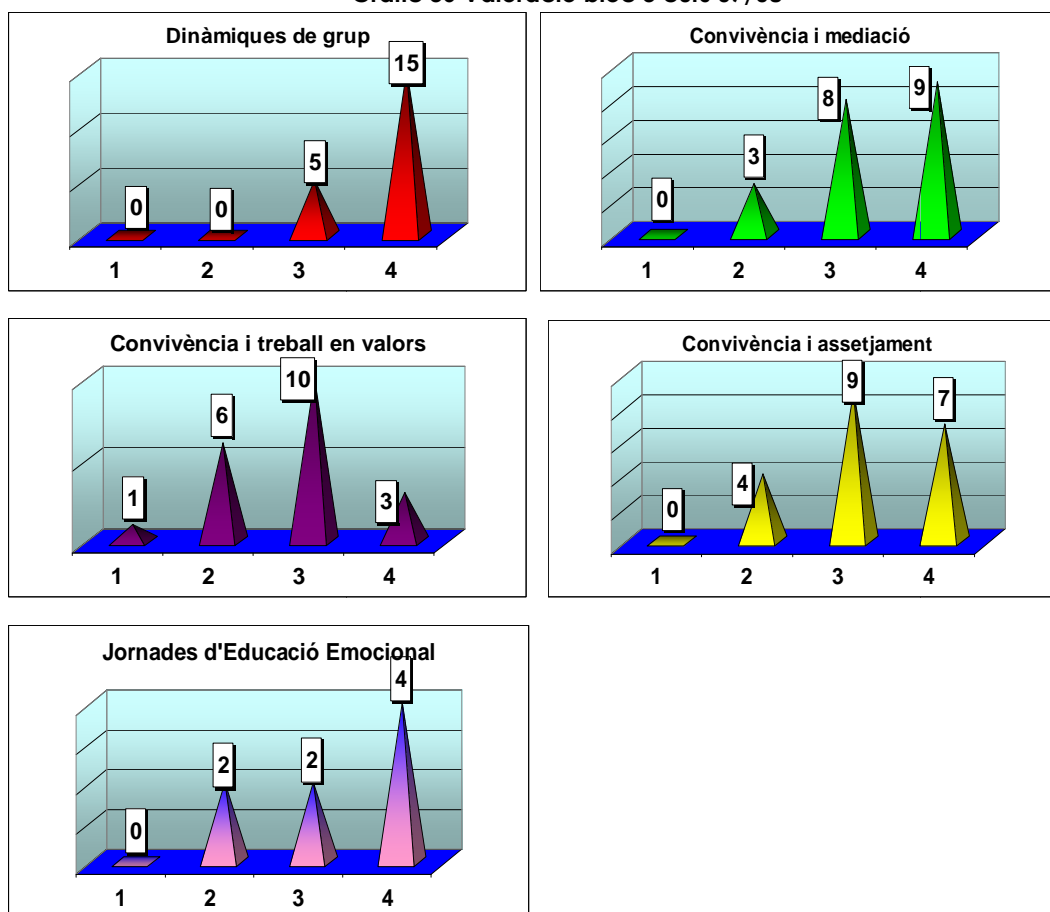 Dinàmiques de grup
15
5
0
0
1 2 3 4
Convivència i mediació
9
8
3
0
1 2 3 4
Convivència i treball en valors
10
6
1
3
1 2 3 4
Convivència i assetjament
9
7
4
0
1 2 3 4
Jornades d'Educació Emocional
4
2
2
0
1 2 3 4